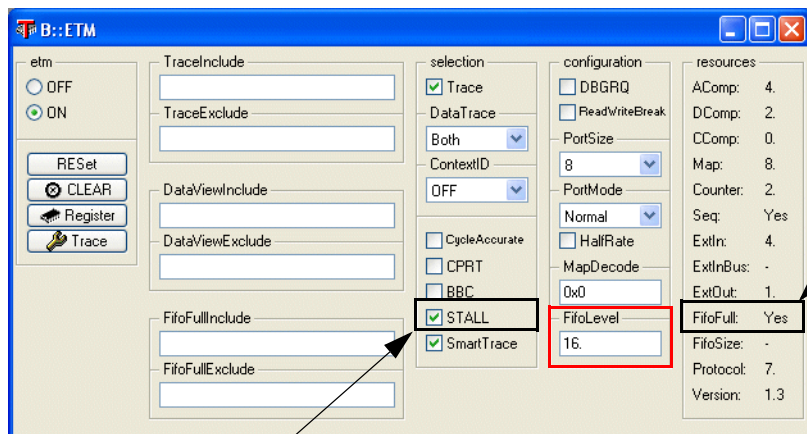 B::ETM
etm
OFF
ON
RESet
CLEAR
Register
Trace
TraceInclude
TraceExclude
DataViewInclude
DataViewExclude
FifoFullInclude
FifoFullExclude
selection
Trace
DataTrace
Both
ContextID
OFF
CycleAccurate
CPRT
BBC
STALL
SmartTrace
configuration
DBGRQ
ReadWriteBreak
PortSize
8
PortMode
Normal
HalfRate
MapDecode
0x0
FifoLevel
16.
resources
AComp: 4.
DComp: 2.
CComp: 0.
Map: 8.
Counter: 2.
Seq: Yes
ExtIn: 4.
ExtInBus: -
ExtOut: 1.
FifoFull: Yes
FifoSize: -
Protocol: 7.
Version: 1.3